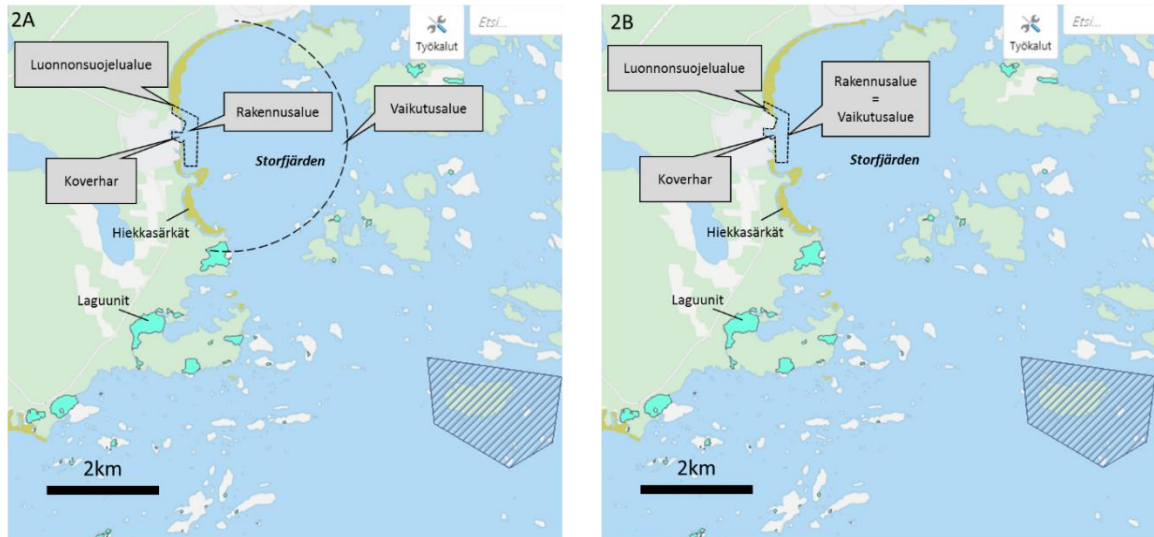 2A
Työkalut
Etsi...
Luonnonsuojelualue
Rakennusalue
Vaikutusalue
Koverhar
Storfjärden
Hiekkasärkät
Laguunit
2km
2B
Työkalut
Etsi...
Luonnonsuojelualue
Rakennusalue
=
Vaikutusalue
Koverhar
Storfjärden
Hiekkasärkät
Laguunit
2km